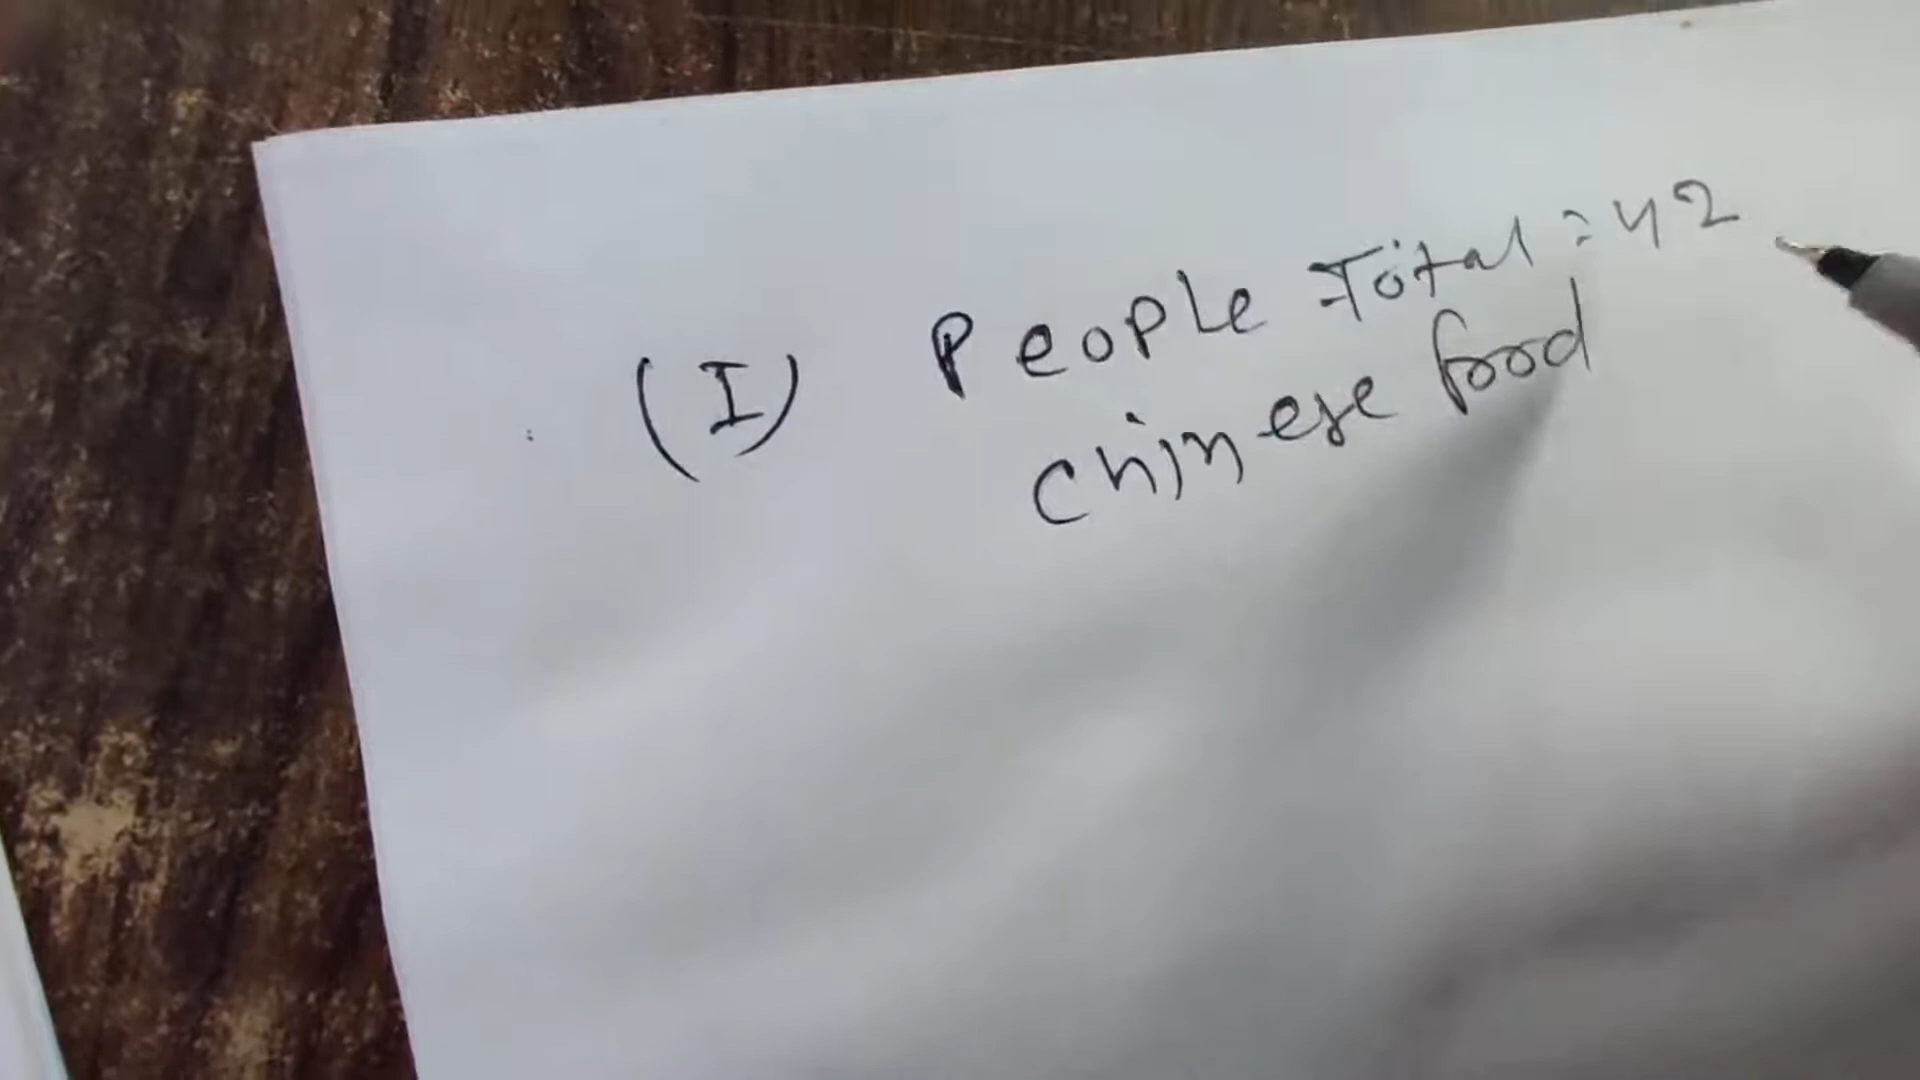 (I) People Total = 42
Chinese food